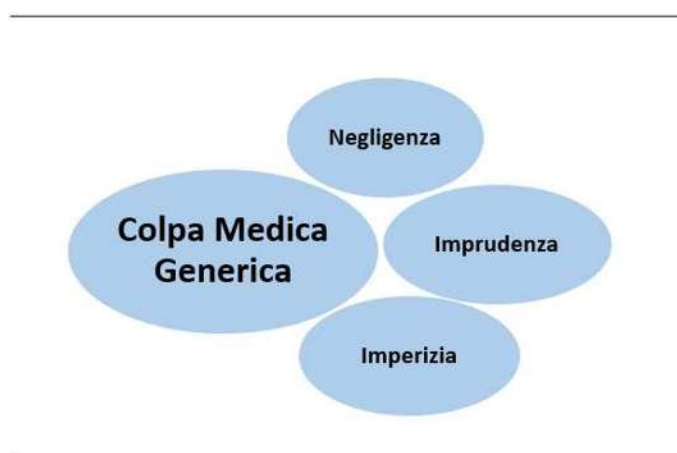 Negligenza
Colpa Medica
Generica
Imprudenza
Imperizia